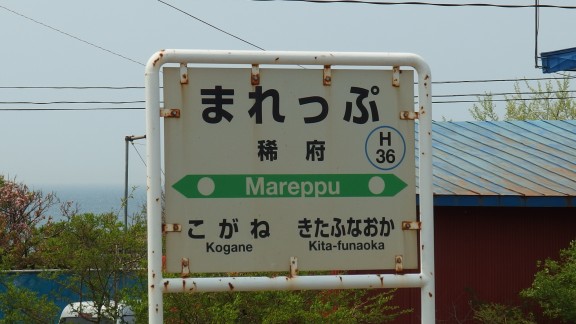 まれっぷ
稀府
H
36
Mareppu
こがね きたふなおか
Kogane Kita-funaoka